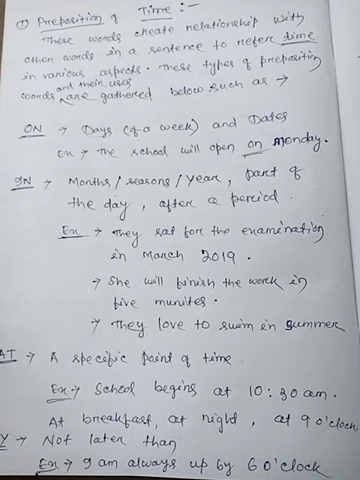 ① Preposition of Time :-
These words create relationship with
other words in a sentence to refer time
in various aspects. These types of preposition
and their uses
words ^ are gathered below such as →
ON → Days (of a week) and Dates
Ex → The school will open on Monday.
IN → Months / seasons / Year, part of
the day, after a period.
Ex → They sat for the examination
in March 2019.
→ She will finish the work in
five munites.
→ They love to swim in summer
AT → A specific point of time.
Ex → School begins at 10:30 am.
At breakfast, at night, at 9 o'clock
Y → Not later than
Ex → I am always up by 6 o'clock